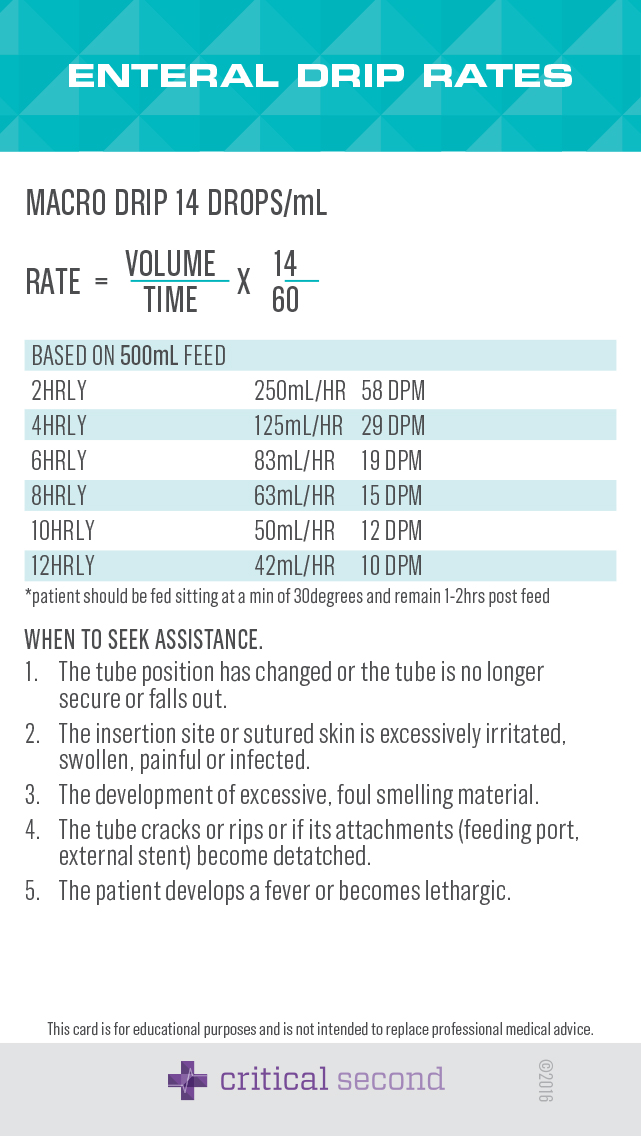 ENTERAL DRIP RATES
MACRO DRIP 14 DROPS/mL
RATE = VOLUME X 14
TIME 60
BASED ON 500mL FEED
2HRLY 250mL/HR 58 DPM
4HRLY 125mL/HR 29 DPM
6HRLY 83mL/HR 19 DPM
8HRLY 63mL/HR 15 DPM
10HRLY 50mL/HR 12 DPM
12HRLY 42mL/HR 10 DPM
*patient should be fed sitting at a min of 30degrees and remain 1-2hrs post feed
WHEN TO SEEK ASSISTANCE.
1. The tube position has changed or the tube is no longer
secure or falls out.
2. The insertion site or sutured skin is excessively irritated,
swollen, painful or infected.
3. The development of excessive, foul smelling material.
4. The tube cracks or rips or if its attachments (feeding port,
external stent) become detatched.
5. The patient develops a fever or becomes lethargic.
This card is for educational purposes and is not intended to replace professional medical advice.
critical second
©2016